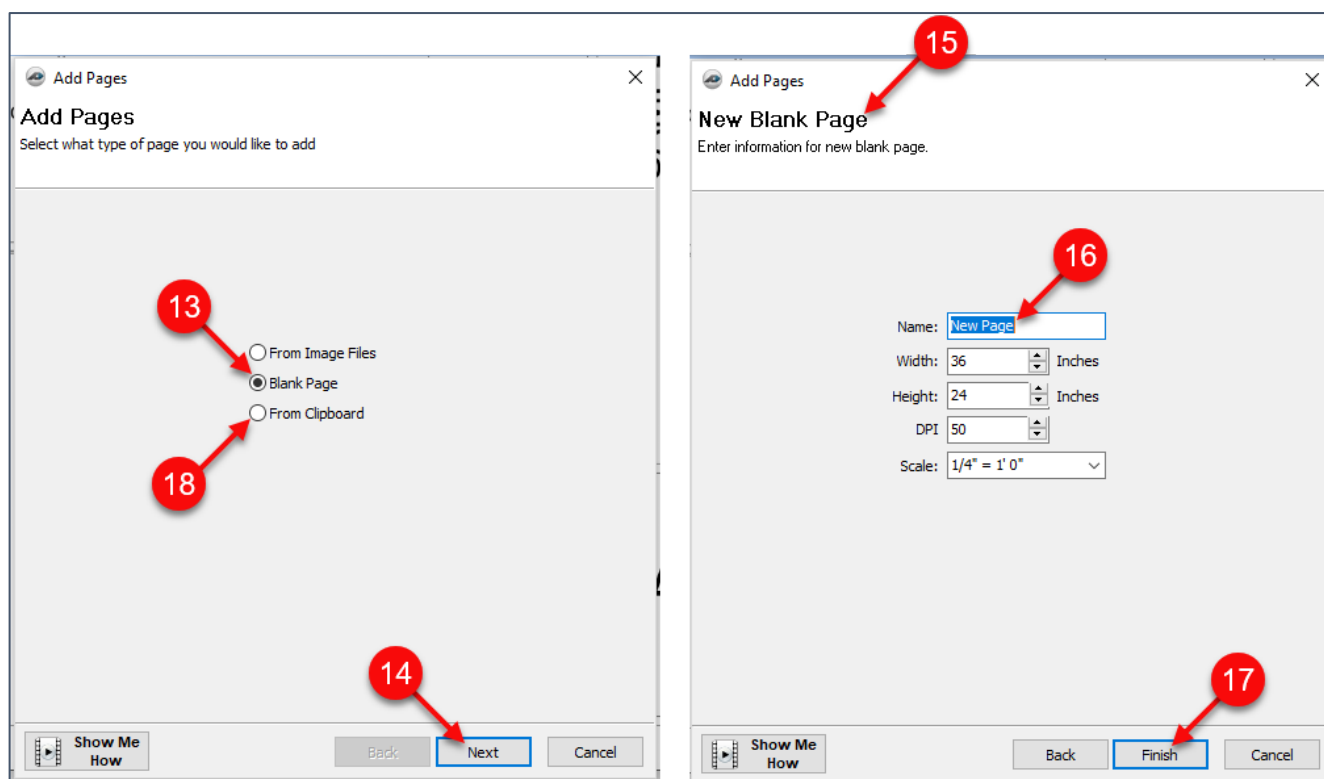 Add Pages
Add Pages
Select what type of page you would like to add
13
From Image Files
Blank Page
From Clipboard
18
14
Show Me
How
Back
Next
Cancel
15
Add Pages
New Blank Page
Enter information for new blank page.
16
Name: New Page
Width: 36 Inches
Height: 24 Inches
DPI 50
Scale: 1/4" = 1' 0"
17
Show Me
How
Back
Finish
Cancel